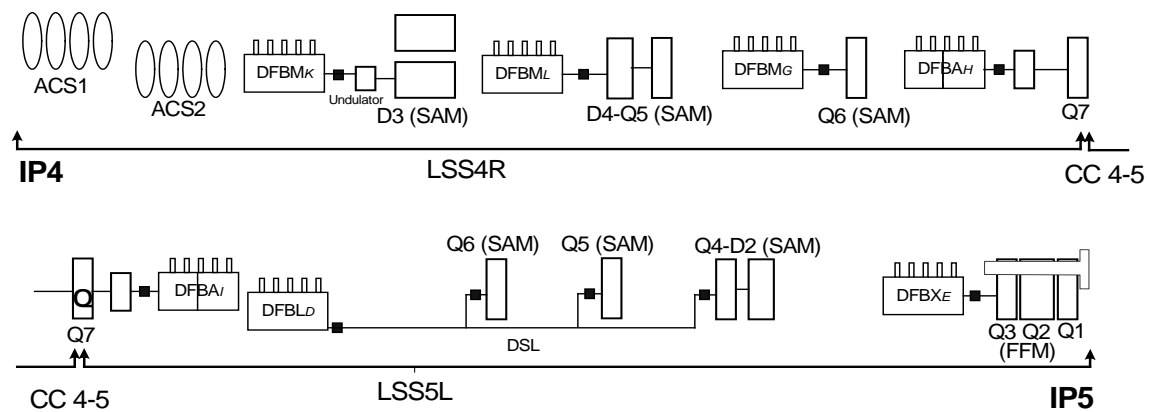 ACS1
ACS2
DFBMK
Undulator
D3 (SAM)
DFBML
D4-Q5 (SAM)
DFBMG
Q6 (SAM)
DFBAH
Q7
IP4
LSS4R
CC 4-5
Q7
Q
DFBAI
DFBLD
Q6 (SAM)
Q5 (SAM)
Q4-D2 (SAM)
DSL
DFBXE
Q3 Q2 Q1
(FFM)
CC 4-5
LSS5L
IP5